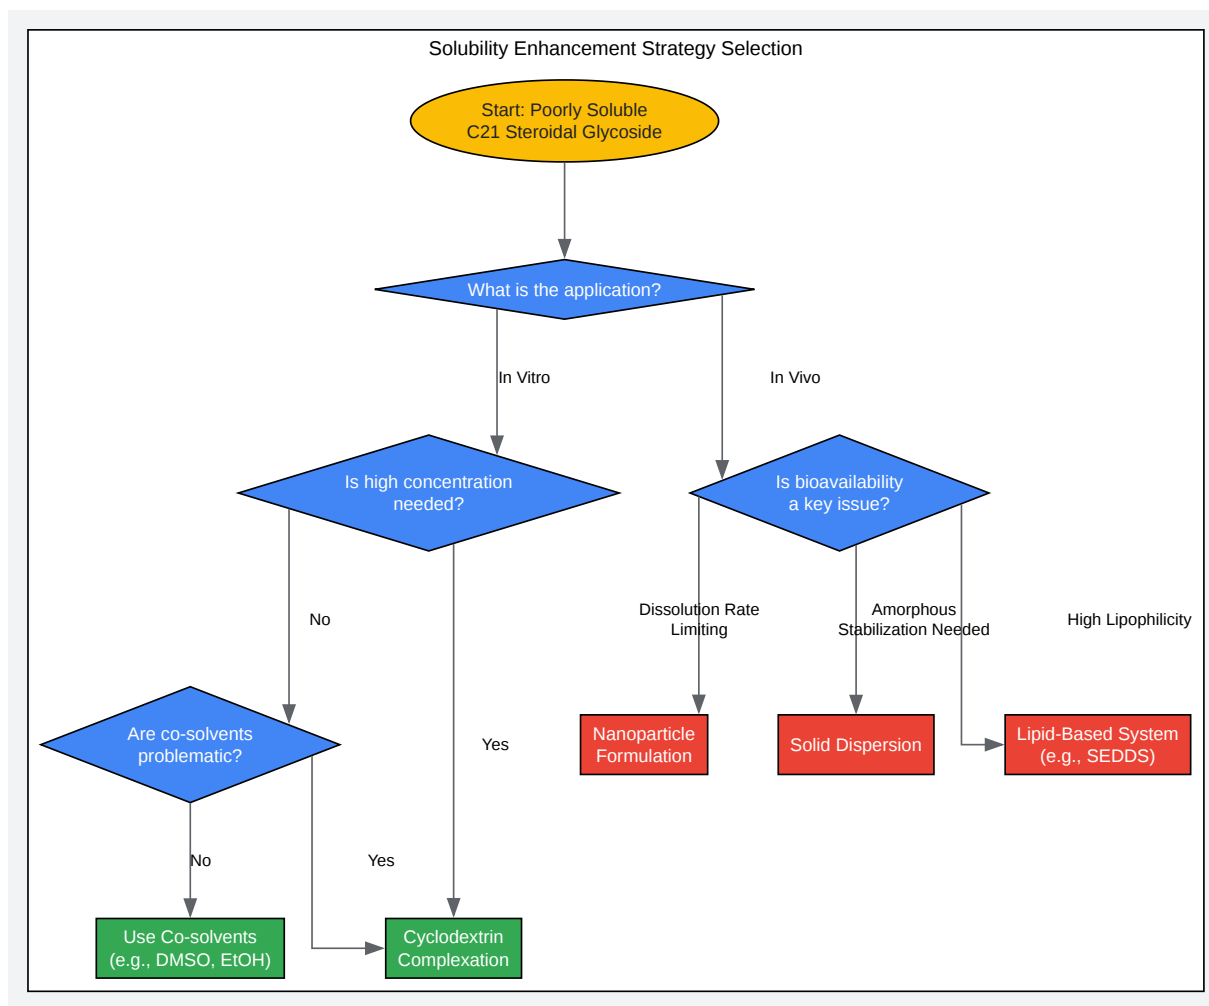 Solubility Enhancement Strategy Selection
Start: Poorly Soluble
C21 Steroidal Glycoside
What is the application?
In Vitro
In Vivo
Is high concentration
needed?
Is bioavailability
a key issue?
No
Dissolution Rate
Limiting
Amorphous
Stabilization Needed
High Lipophilicity
Are co-solvents
problematic?
Yes
Nanoparticle
Formulation
Solid Dispersion
Lipid-Based System
(e.g., SEDDS)
No
Yes
Use Co-solvents
(e.g., DMSO, EtOH)
Cyclodextrin
Complexation